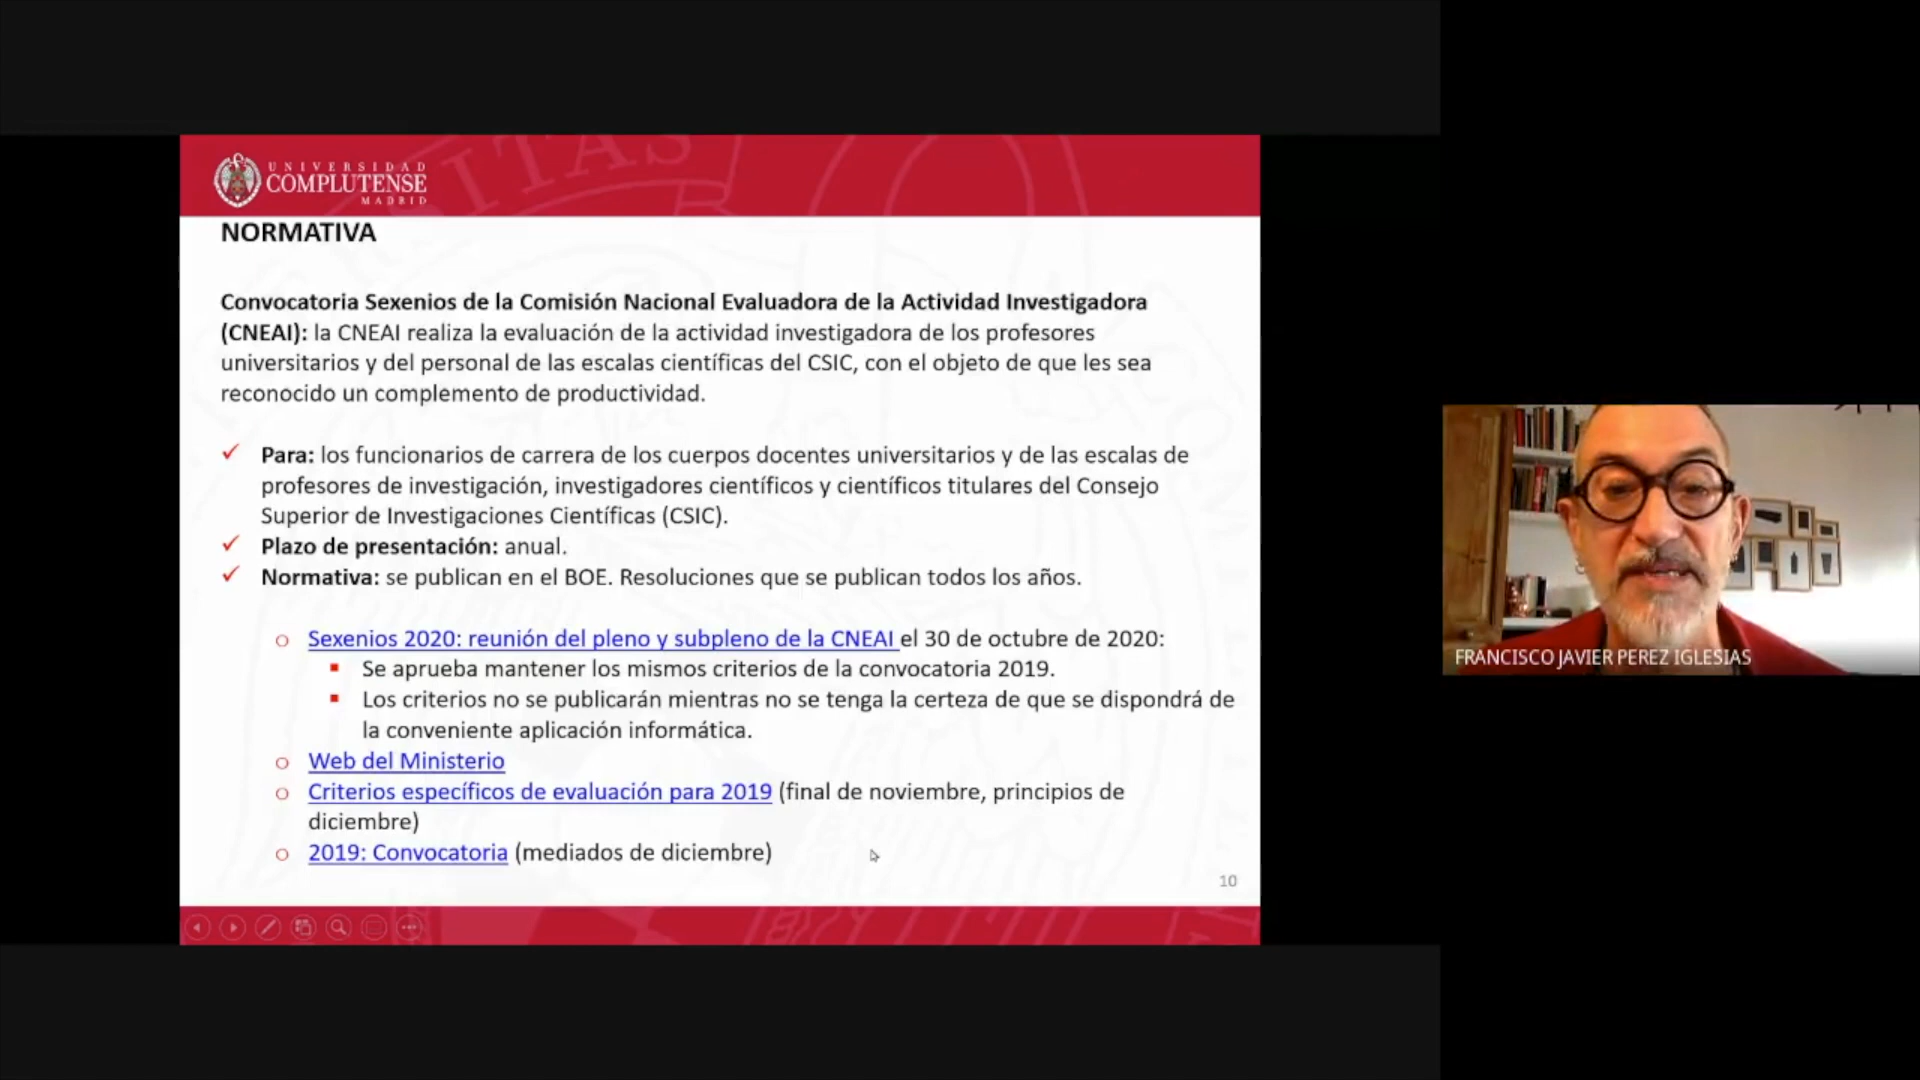 UNIVERSIDAD
COMPLUTENSE
MADRID
NORMATIVA
Convocatoria Sexenios de la Comisión Nacional Evaluadora de la Actividad Investigadora
(CNEAI): la CNEAI realiza la evaluación de la actividad investigadora de los profesores
universitarios y del personal de las escalas científicas del CSIC, con el objeto de que les sea
reconocido un complemento de productividad.
Para: los funcionarios de carrera de los cuerpos docentes universitarios y de las escalas de
profesores de investigación, investigadores científicos y científicos titulares del Consejo
Superior de Investigaciones Científicas (CSIC).
Plazo de presentación: anual.
Normativa: se publican en el BOE. Resoluciones que se publican todos los años.
Sexenios 2020: reunión del pleno y subpleno de la CNEAI el 30 de octubre de 2020:
Se aprueba mantener los mismos criterios de la convocatoria 2019.
Los criterios no se publicarán mientras no se tenga la certeza de que se dispondrá de
la conveniente aplicación informática.
Web del Ministerio
Criterios específicos de evaluación para 2019 (final de noviembre, principios de
diciembre)
2019: Convocatoria (mediados de diciembre)
10
FRANCISCO JAVIER PEREZ IGLESIAS